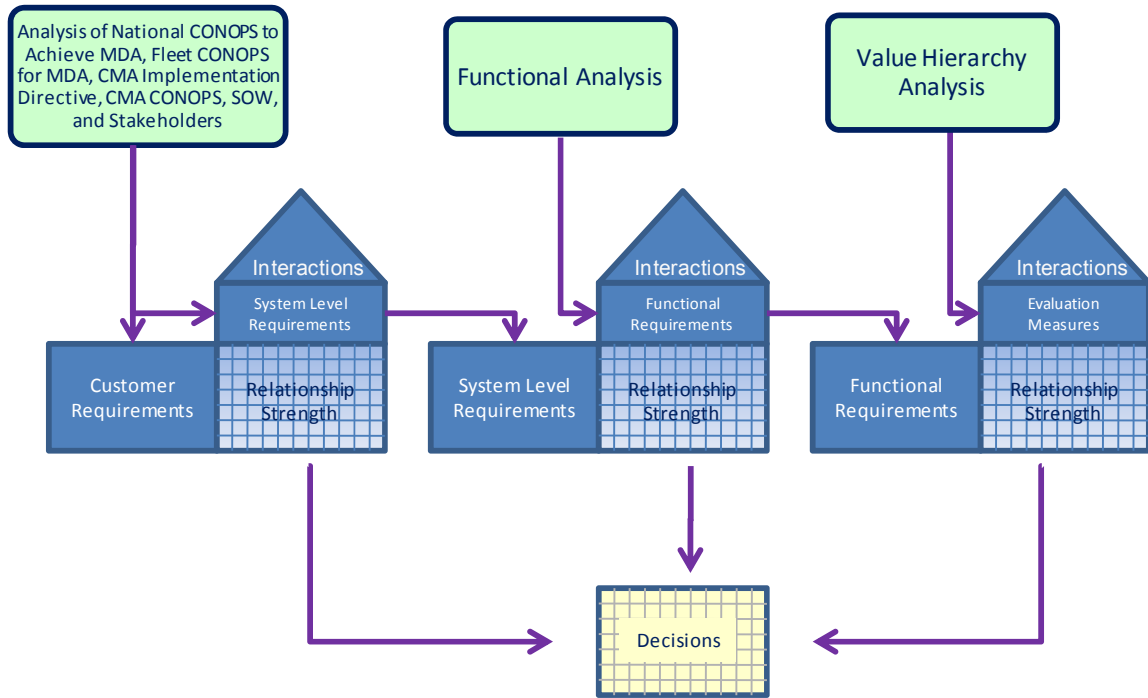 Analysis of National CONOPS to
Achieve MDA, Fleet CONOPS
for MDA, CMA Implementation
Directive, CMA CONOPS, SOW,
and Stakeholders
Functional Analysis
Value Hierarchy
Analysis
Interactions
System Level
Requirements
Customer
Requirements
Relationship
Strength
Interactions
Functional
Requirements
System Level
Requirements
Relationship
Strength
Interactions
Evaluation
Measures
Functional
Requirements
Relationship
Strength
Decisions